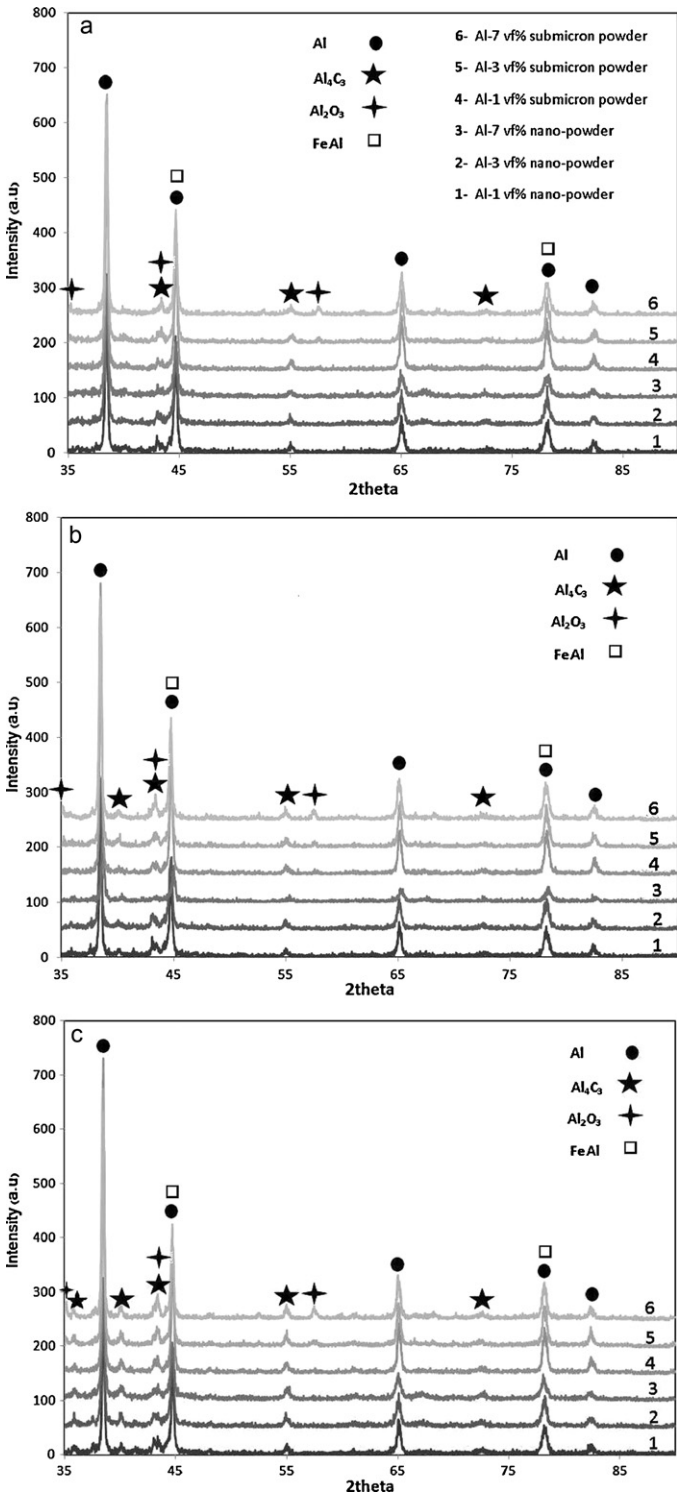 a
800
700
600
500
400
300
200
100
0
Intensity (a.u)
Al
Al₄C₃
Al₂O₃
FeAl
6- Al-7 vf% submicron powder
5- Al-3 vf% submicron powder
4- Al-1 vf% submicron powder
3- Al-7 vf% nano-powder
2- Al-3 vf% nano-powder
1- Al-1 vf% nano-powder
6
5
4
3
2
1
35 45 55 65 75 85
2theta
b
800
700
600
500
400
300
200
100
0
Intensity (a.u)
Al
Al₄C₃
Al₂O₃
FeAl
6
5
4
3
2
1
35 45 55 65 75 85
2theta
c
800
700
600
500
400
300
200
100
0
Intensity (a.u)
Al
Al₄C₃
Al₂O₃
FeAl
6
5
4
3
2
1
35 45 55 65 75 85
2theta